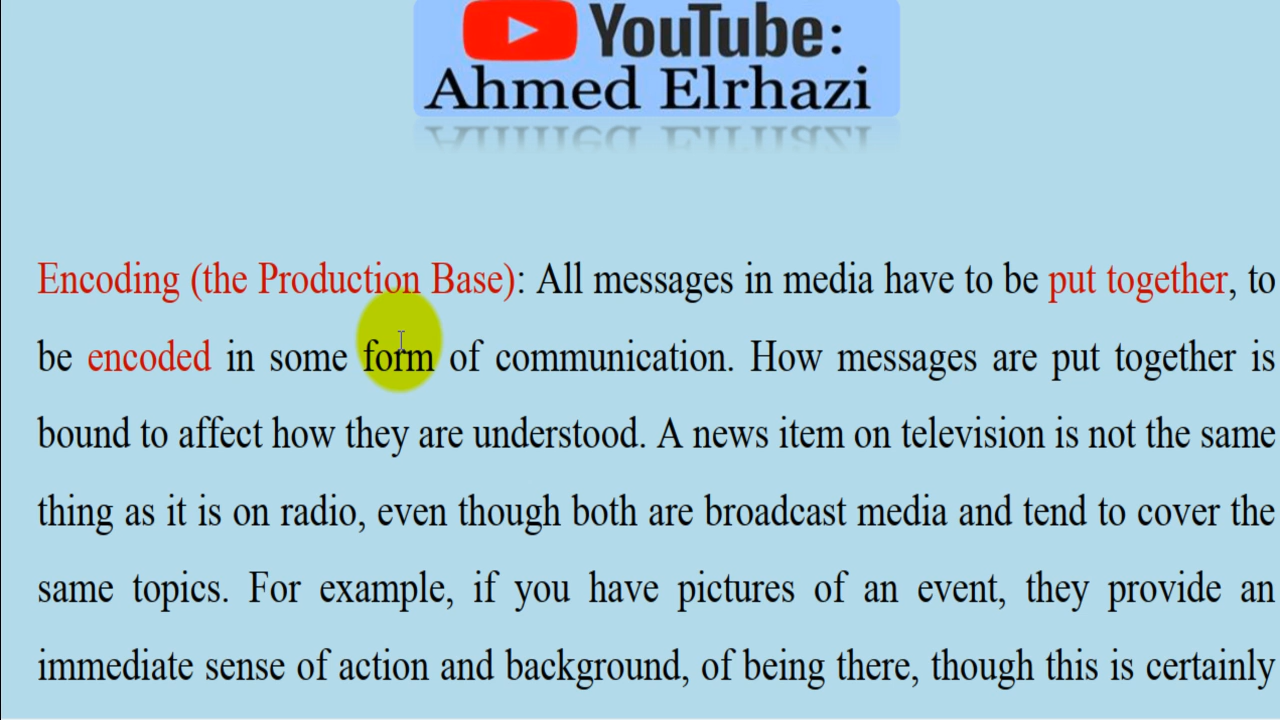 YouTube:
Ahmed Elrhazi
Encoding (the Production Base): All messages in media have to be put together, to
be encoded in some form of communication. How messages are put together is
bound to affect how they are understood. A news item on television is not the same
thing as it is on radio, even though both are broadcast media and tend to cover the
same topics. For example, if you have pictures of an event, they provide an
immediate sense of action and background, of being there, though this is certainly